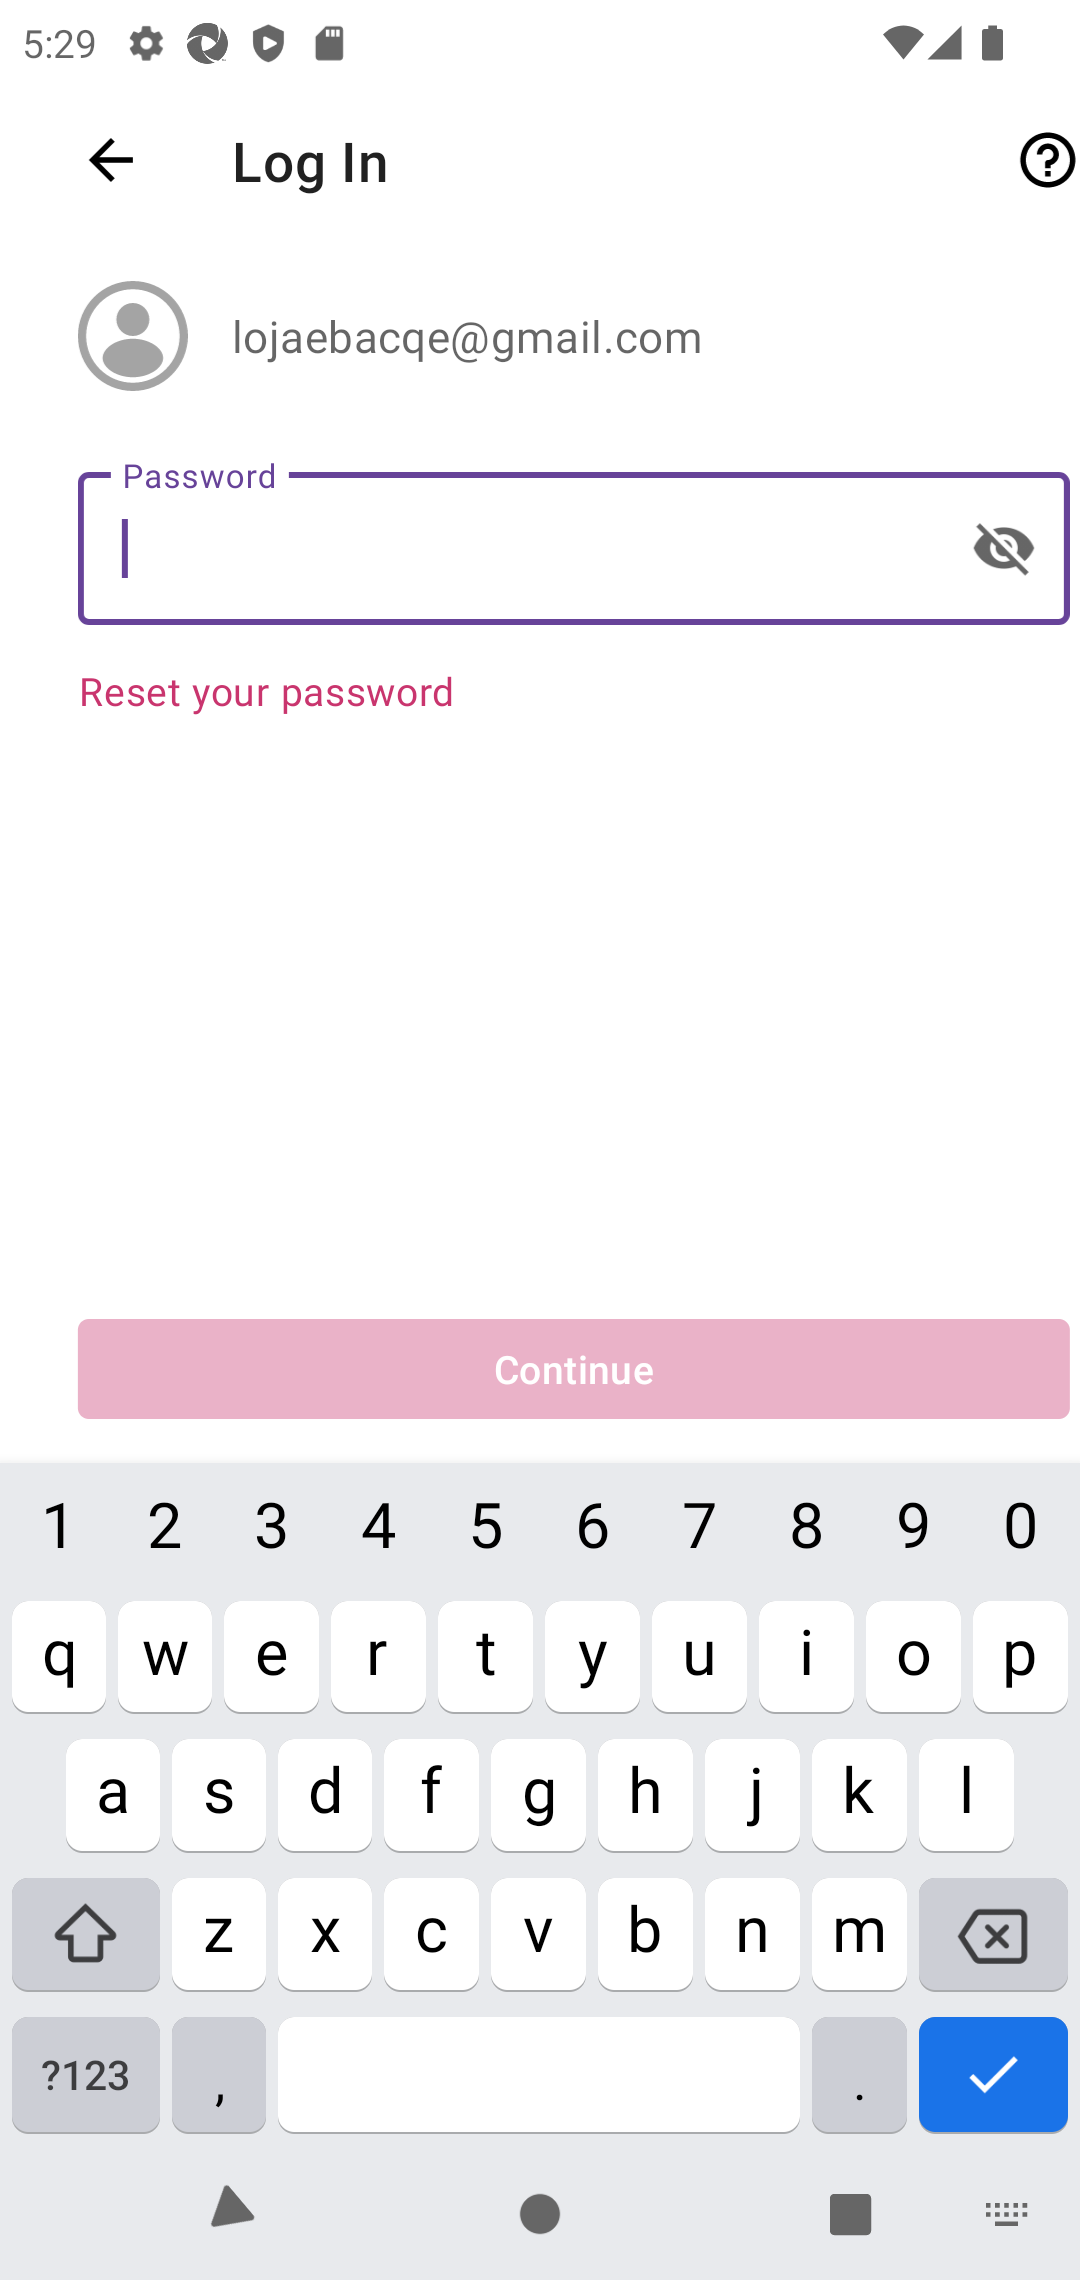 5:29
Log In
lojaebacqe@gmail.com
Password
Reset your password
Continue
1 2 3 4 5 6 7 8 9 0
q w e r t y u i o p
a s d f g h j k l
z x c v b n m
?123 , .